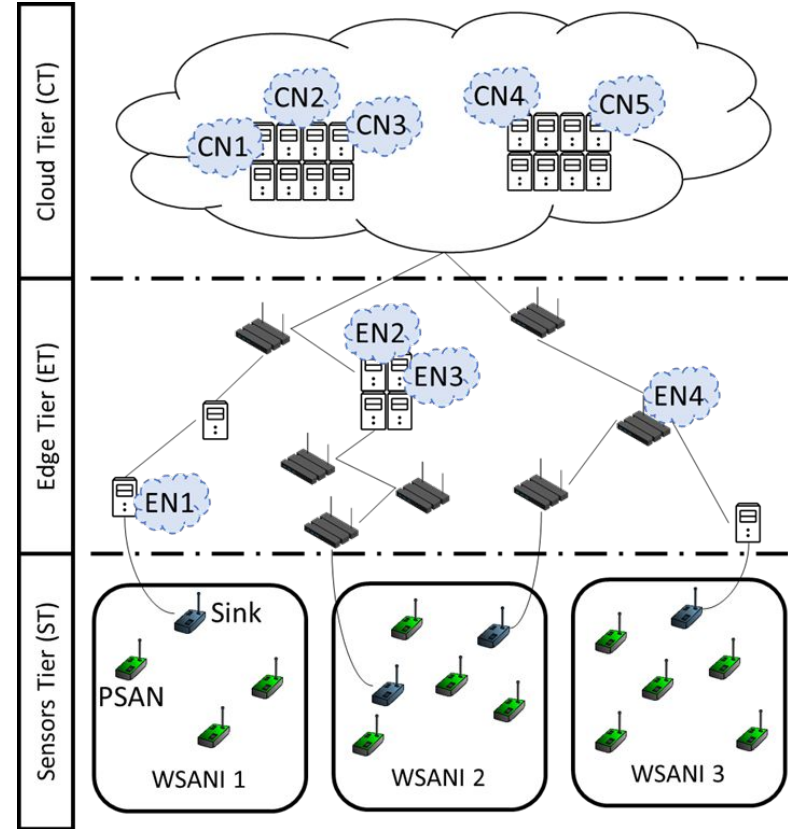 Cloud Tier (CT)
CN1
CN2
CN3
CN4
CN5
Edge Tier (ET)
EN1
EN2
EN3
EN4
Sensors Tier (ST)
Sink
PSAN
WSANI 1
WSANI 2
WSANI 3